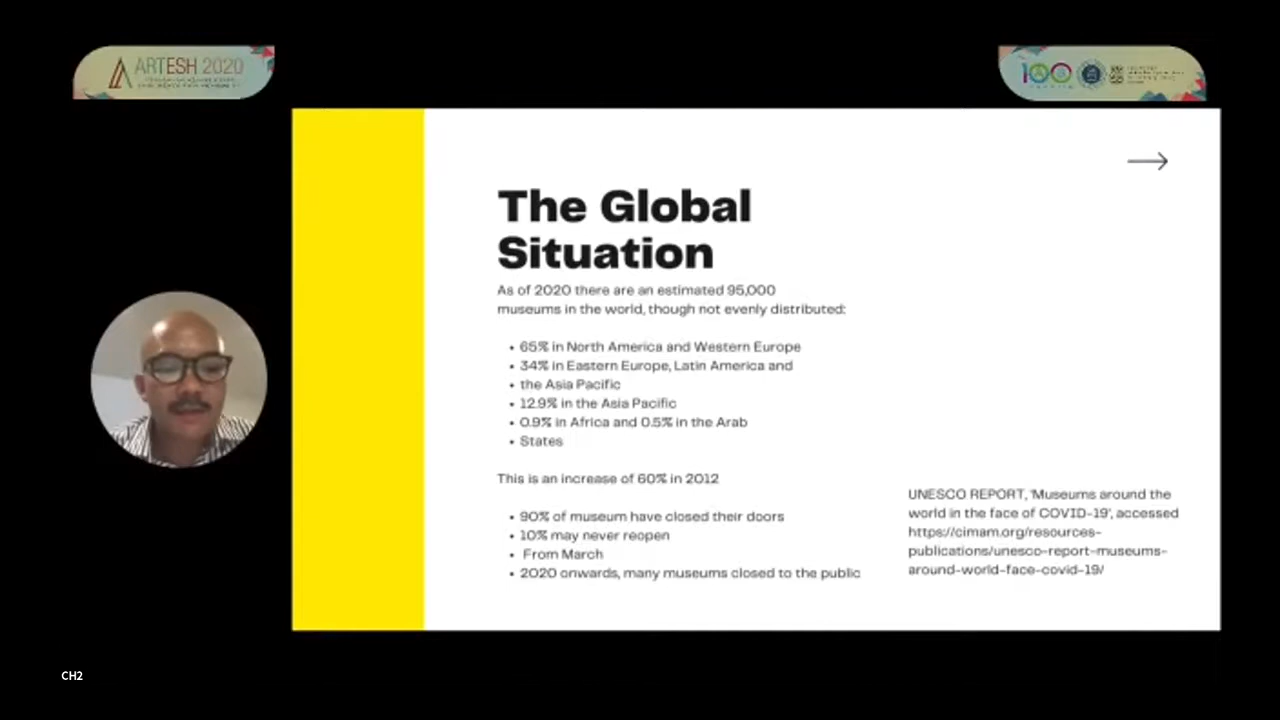 ARTESH 2020
100
The Global
Situation
As of 2020 there are an estimated 95,000
museums in the world, though not evenly distributed:
• 65% in North America and Western Europe
• 34% in Eastern Europe, Latin America and
• the Asia Pacific
• 12.9% in the Asia Pacific
• 0.9% in Africa and 0.5% in the Arab
• States
This is an increase of 60% in 2012
• 90% of museum have closed their doors
• 10% may never reopen
• From March
• 2020 onwards, many museums closed to the public
UNESCO REPORT, 'Museums around the
world in the face of COVID-19', accessed
https://cimam.org/resources-
publications/unesco-report-museums-
around-world-face-covid-19/
CH2